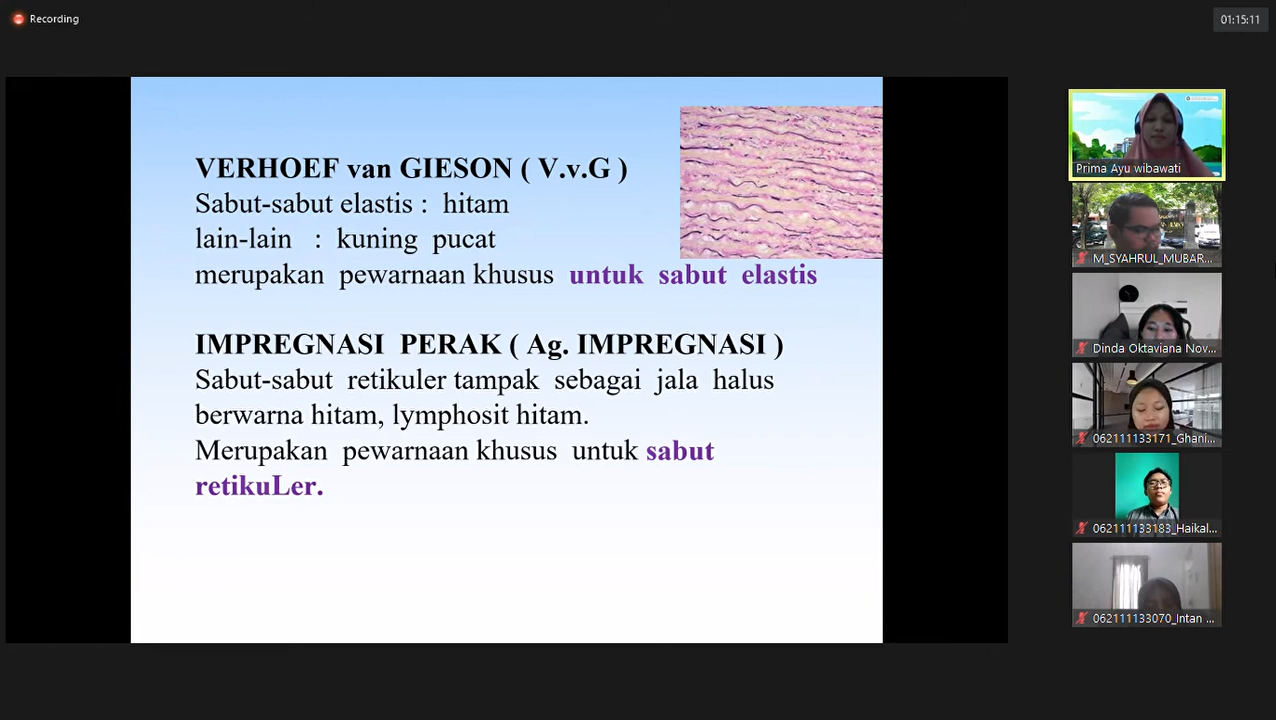 Recording
01:15:11
VERHOEF van GIESON ( V.v.G )
Sabut-sabut elastis : hitam
lain-lain : kuning pucat
merupakan pewarnaan khusus untuk sabut elastis
IMPREGNASI PERAK ( Ag. IMPREGNASI )
Sabut-sabut retikuler tampak sebagai jala halus
berwarna hitam, lymphosit hitam.
Merupakan pewarnaan khusus untuk sabut
retikuLer.
Prima Ayu wibawati
M_SYAHRUL_MUBAR...
Dinda Oktaviana Nov...
062111133171_Ghani...
062111133183_Haikal...
062111133070_Intan ...